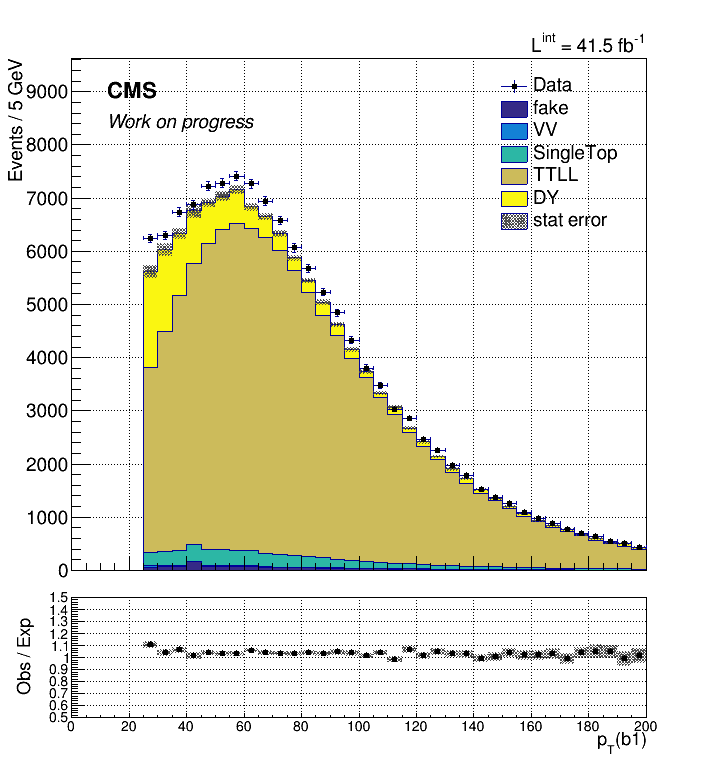 L^int = 41.5 fb^-1
Events / 5 GeV
CMS
Work on progress
Data
fake
VV
SingleTop
TTLL
DY
stat error
9000
8000
7000
6000
5000
4000
3000
2000
1000
0
Obs / Exp
1.5
1.4
1.3
1.2
1.1
1
0.9
0.8
0.7
0.6
0.5
0 20 40 60 80 100 120 140 160 180 200
p_T(b1)